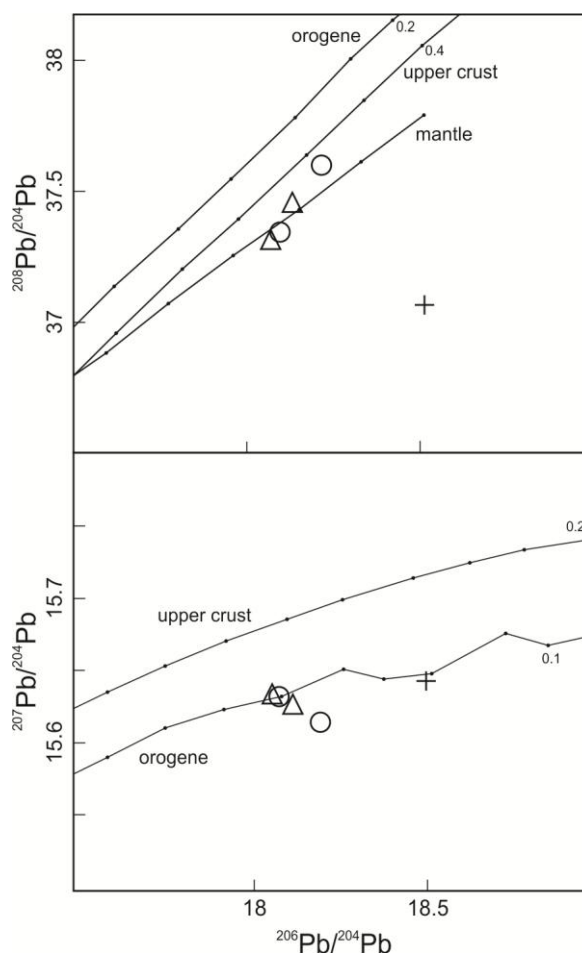 orogene
0.2
38
0.4
upper crust
mantle
37.5
²⁰⁸Pb/²⁰⁴Pb
37
0.2
15.7
upper crust
0.1
²⁰⁷Pb/²⁰⁴Pb
15.6
orogene
18
18.5
²⁰⁶Pb/²⁰⁴Pb